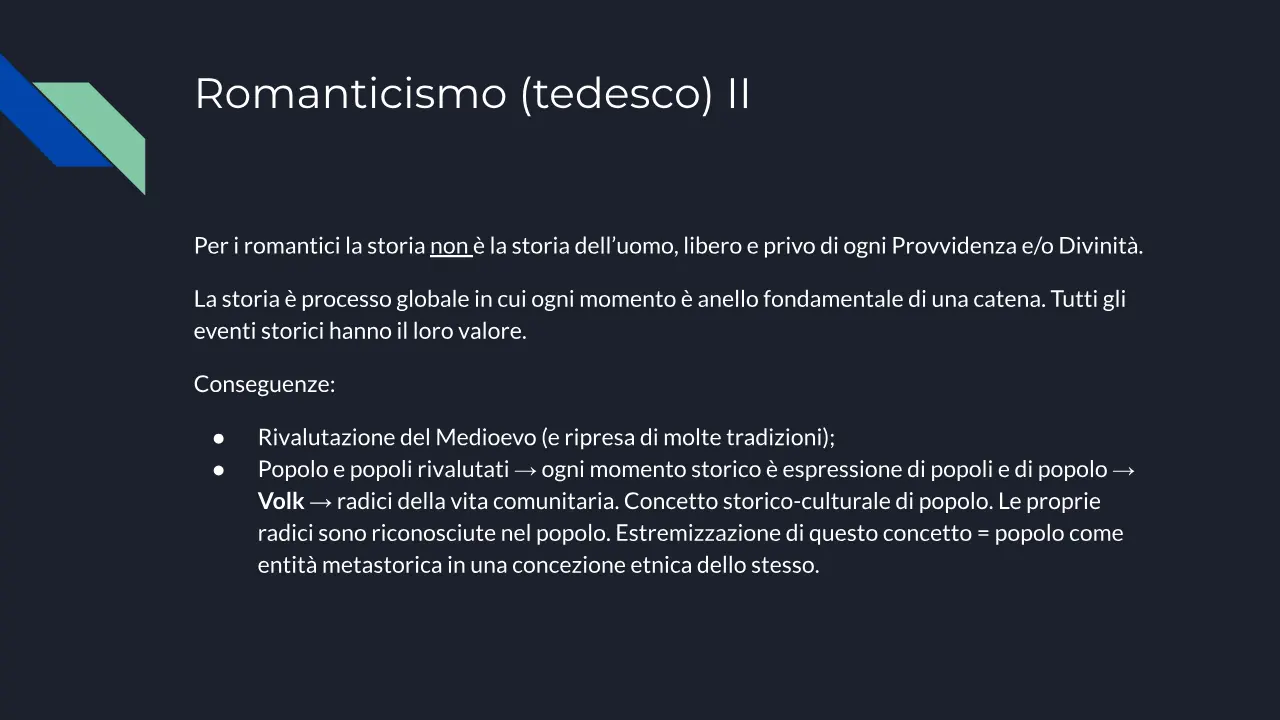 Romanticismo (tedesco) II
Per i romantici la storia non è la storia dell’uomo, libero e privo di ogni Provvidenza e/o Divinità.
La storia è processo globale in cui ogni momento è anello fondamentale di una catena. Tutti gli
eventi storici hanno il loro valore.
Conseguenze:
● Rivalutazione del Medioevo (e ripresa di molte tradizioni);
● Popolo e popoli rivalutati → ogni momento storico è espressione di popoli e di popolo →
Volk → radici della vita comunitaria. Concetto storico-culturale di popolo. Le proprie
radici sono riconosciute nel popolo. Estremizzazione di questo concetto = popolo come
entità metastorica in una concezione etnica dello stesso.